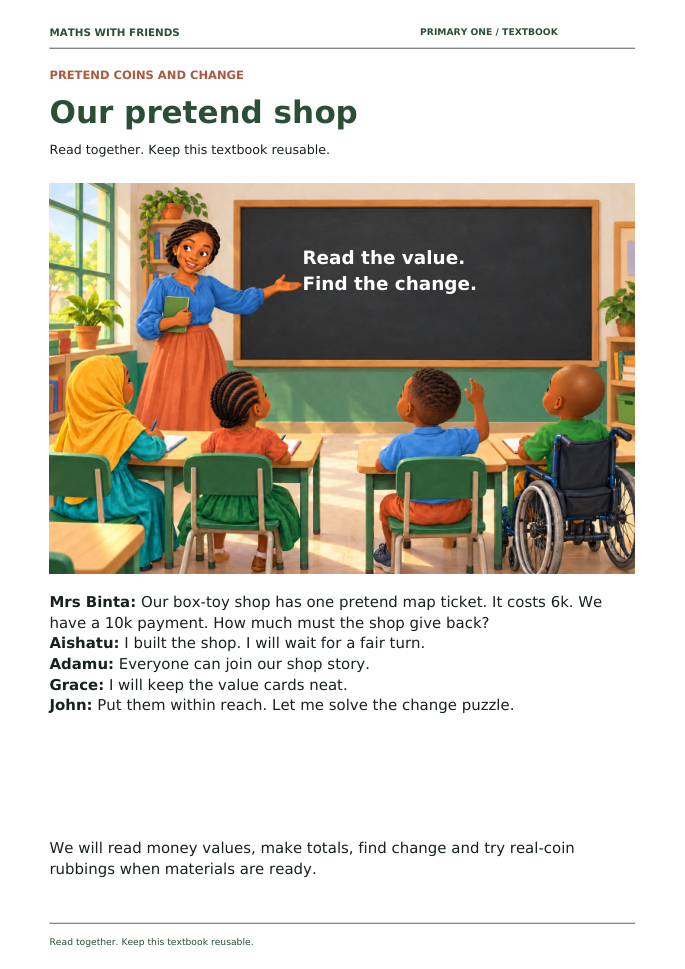 MATHS WITH FRIENDS
PRIMARY ONE / TEXTBOOK
PRETEND COINS AND CHANGE
Our pretend shop
Read together. Keep this textbook reusable.
Read the value.
Find the change.
Mrs Binta: Our box-toy shop has one pretend map ticket. It costs 6k. We
have a 10k payment. How much must the shop give back?
Aishatu: I built the shop. I will wait for a fair turn.
Adamu: Everyone can join our shop story.
Grace: I will keep the value cards neat.
John: Put them within reach. Let me solve the change puzzle.
We will read money values, make totals, find change and try real-coin
rubbings when materials are ready.
Read together. Keep this textbook reusable.